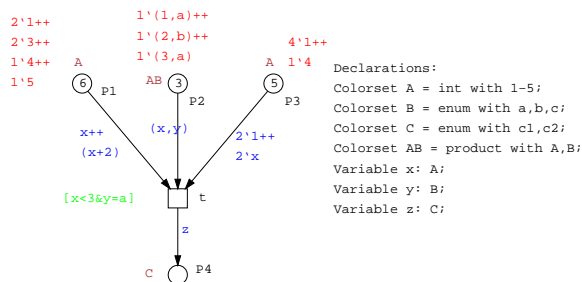 2`1++
2`3++
1`4++
1`5
A
6
P1
1`(1,a)++
1`(2,b)++
1`(3,a)
AB
3
P2
4`1++
1`4
A
5
P3
x++
(x+2)
(x,y)
2`1++
2`x
[x<3&y=a]
t
z
C
P4
Declarations:
Colorset A = int with 1-5;
Colorset B = enum with a,b,c;
Colorset C = enum with c1,c2;
Colorset AB = product with A,B;
Variable x: A;
Variable y: B;
Variable z: C;